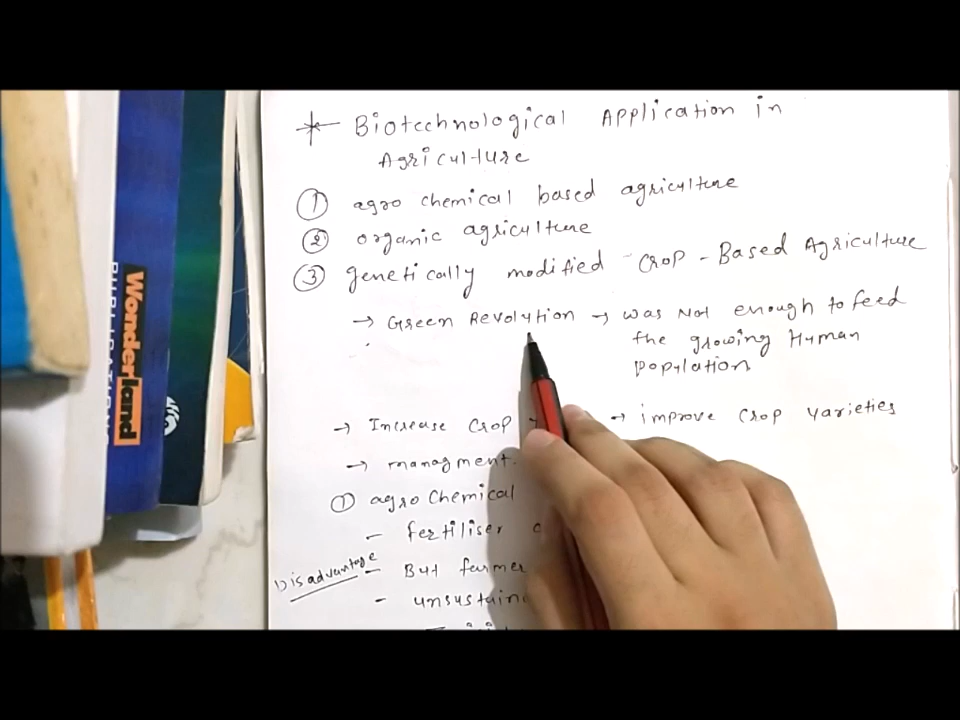 Biotechnological Application in
Agriculture
① agro chemical based agriculture
② organic agriculture
③ genetically modified Crop-Based Agriculture
→ Green Revolution → was not enough to feed
the growing Human
population
→ Increase Crop → improve crop varieties
→ managment
① agro Chemical
- fertiliser
Disadvantage - But farmer
- unsustain
Wonderland
PUBLICATIONS